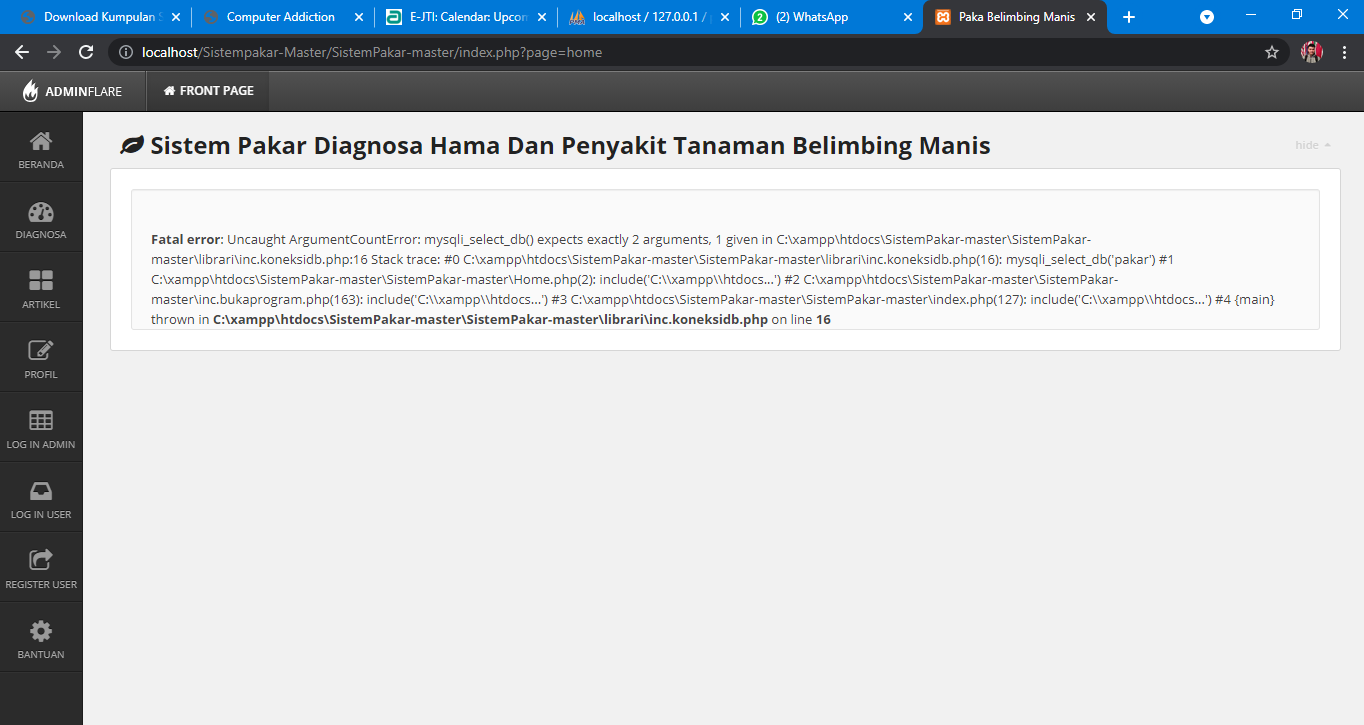 Download Kumpulan S
Computer Addiction
E-JTI: Calendar: Upcom
localhost / 127.0.0.1 / p
(2) WhatsApp
Paka Belimbing Manis
localhost/Sistempakar-Master/SistemPakar-master/index.php?page=home
ADMINFLARE
FRONT PAGE
BERANDA
DIAGNOSA
ARTIKEL
PROFIL
LOG IN ADMIN
LOG IN USER
REGISTER USER
BANTUAN
Sistem Pakar Diagnosa Hama Dan Penyakit Tanaman Belimbing Manis
hide
Fatal error: Uncaught ArgumentCountError: mysqli_select_db() expects exactly 2 arguments, 1 given in C:\xampp\htdocs\SistemPakar-master\SistemPakar-
master\librari\inc.koneksidb.php:16 Stack trace: #0 C:\xampp\htdocs\SistemPakar-master\SistemPakar-master\librari\inc.koneksidb.php(16): mysqli_select_db('pakar') #1
C:\xampp\htdocs\SistemPakar-master\SistemPakar-master\Home.php(2): include('C:\\xampp\\htdocs...') #2 C:\xampp\htdocs\SistemPakar-master\SistemPakar-
master\inc.bukaprogram.php(163): include('C:\\xampp\\htdocs...') #3 C:\xampp\htdocs\SistemPakar-master\SistemPakar-master\index.php(127): include('C:\\xampp\\htdocs...') #4 {main}
thrown in C:\xampp\htdocs\SistemPakar-master\SistemPakar-master\librari\inc.koneksidb.php on line 16